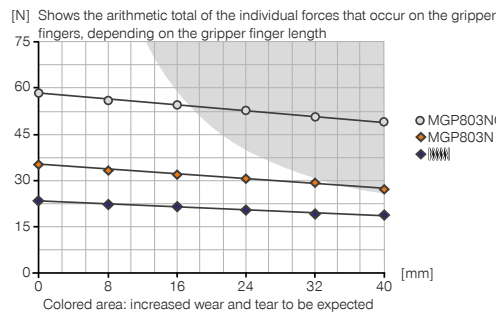 [N] Shows the arithmetic total of the individual forces that occur on the gripper
fingers, depending on the gripper finger length
75
60
45
30
15
0
0 8 16 24 32 40
[mm]
MGP803N
Colored area: increased wear and tear to be expected